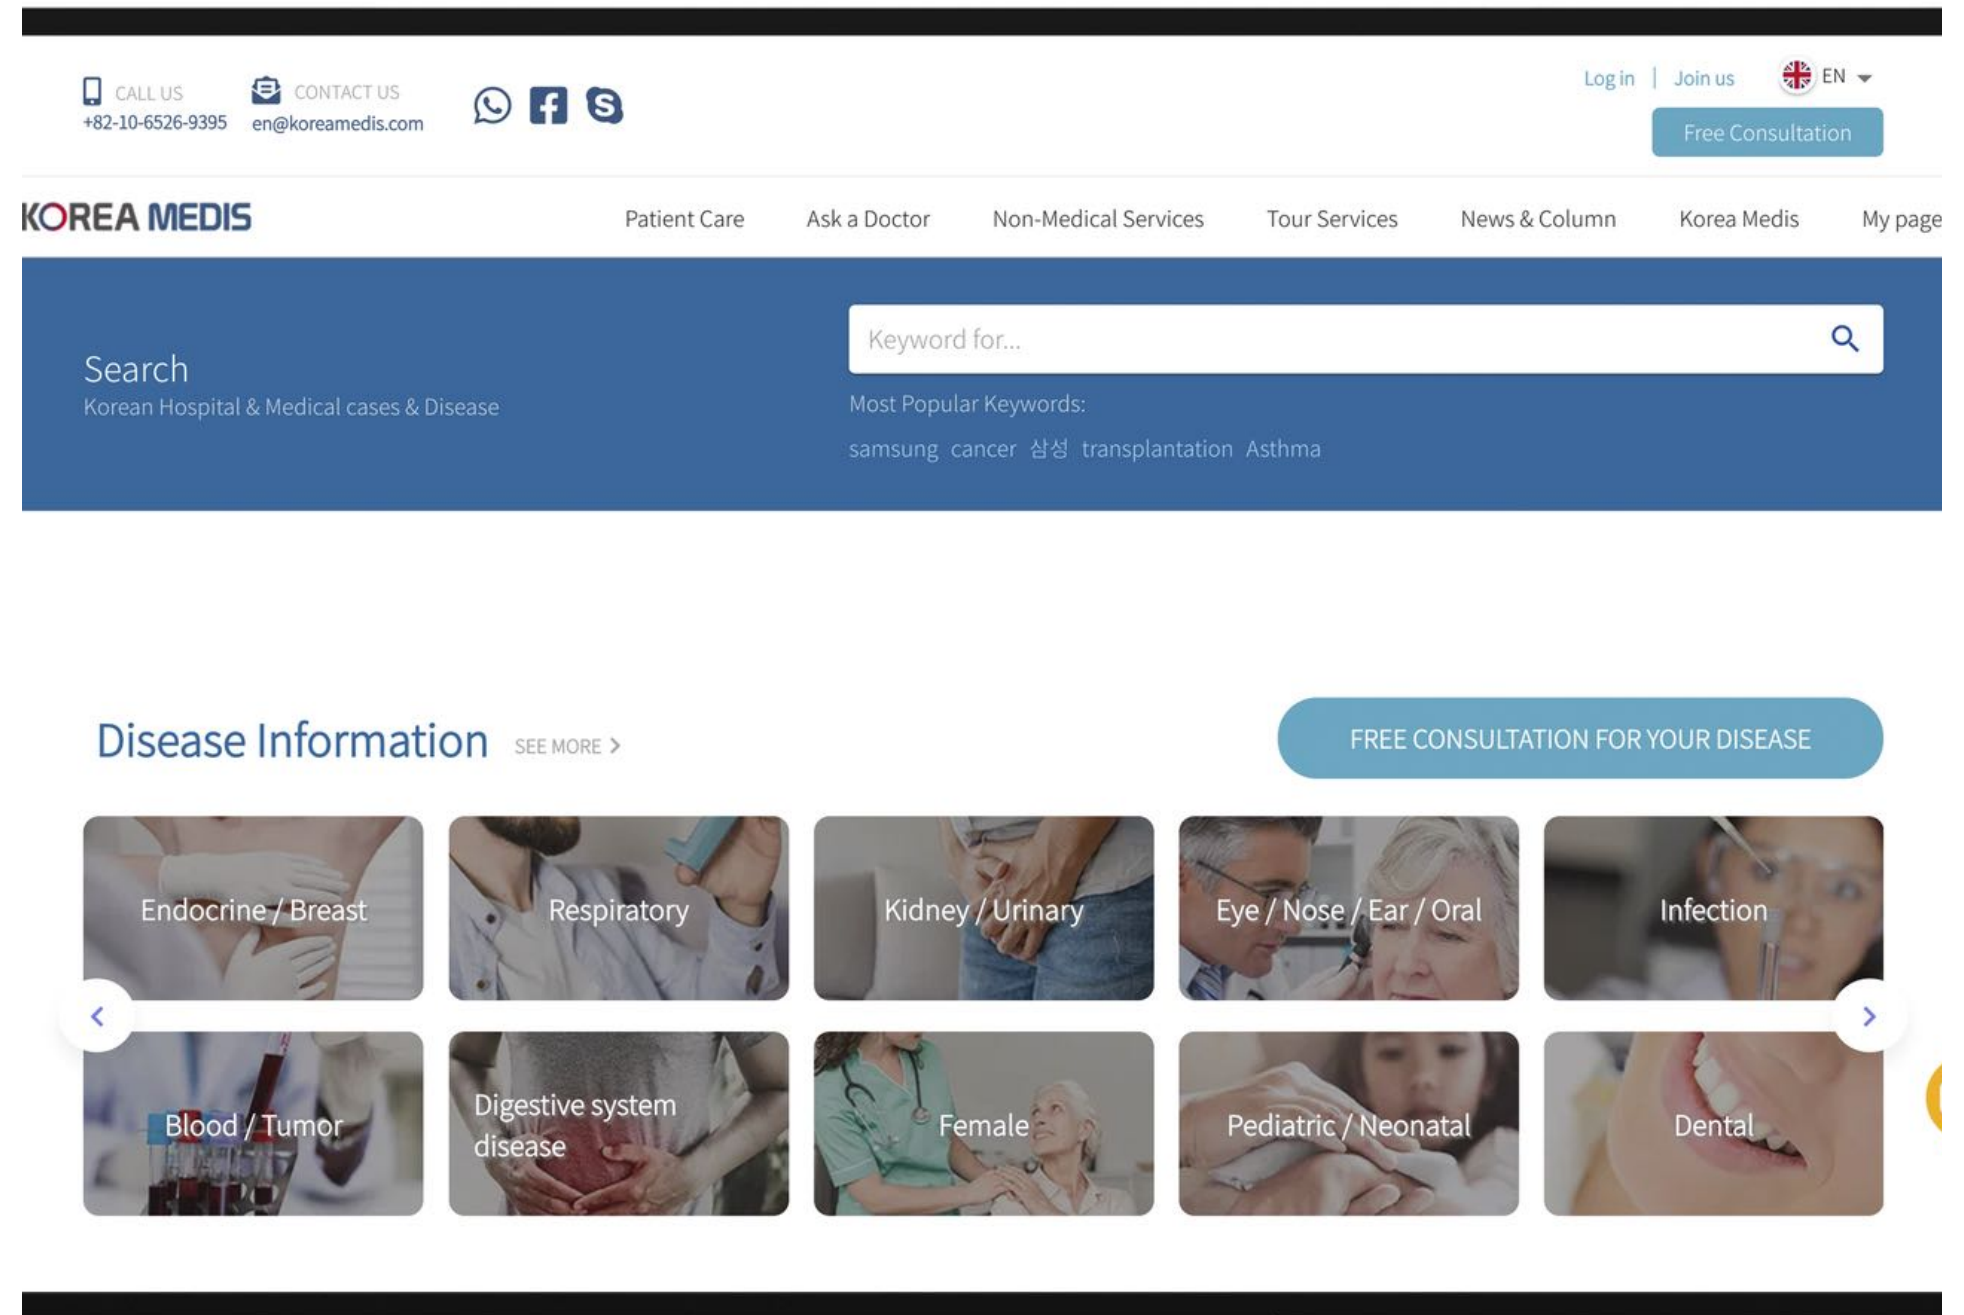 CALL US
+82-10-6526-9395
CONTACT US
en@koreamedis.com
Log in | Join us
EN
Free Consultation
KOREA MEDIS
Patient Care
Ask a Doctor
Non-Medical Services
Tour Services
News & Column
Korea Medis
My page
Search
Korean Hospital & Medical cases & Disease
Keyword for...
Most Popular Keywords:
samsung cancer 삼성 transplantation Asthma
Disease Information
SEE MORE >
FREE CONSULTATION FOR YOUR DISEASE
Endocrine / Breast
Respiratory
Kidney / Urinary
Eye / Nose / Ear / Oral
Infection
Blood / Tumor
Digestive system
disease
Female
Pediatric / Neonatal
Dental